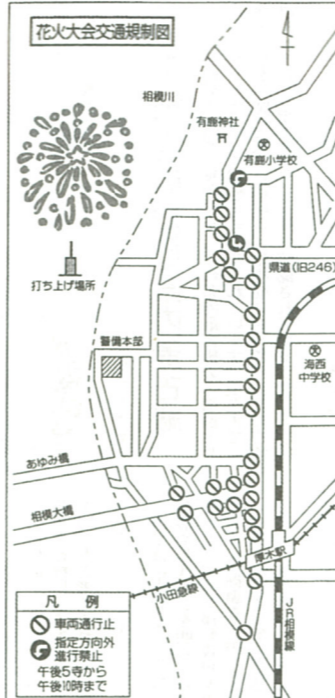 花火大会交通規制図
相模川
有鹿神社
有鹿小学校
打ち上げ場所
県道(旧246)
警備本部
海西
中学校
あゆみ橋
相模大橋
厚木駅
小田急線
JR相模線
凡例
車両通行止
指定方向外
進行禁止
午後5寺から
午後10時まで